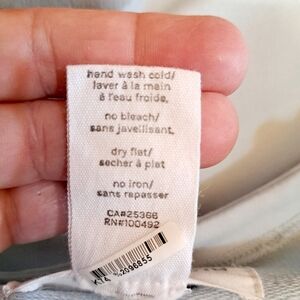 hand wash cold/
laver à la main
à l'eau froide.
no bleach/
sans javellisant.
dry flat/
sécher à plat
no iron/
sans repasser
CA#25366
RN#100492